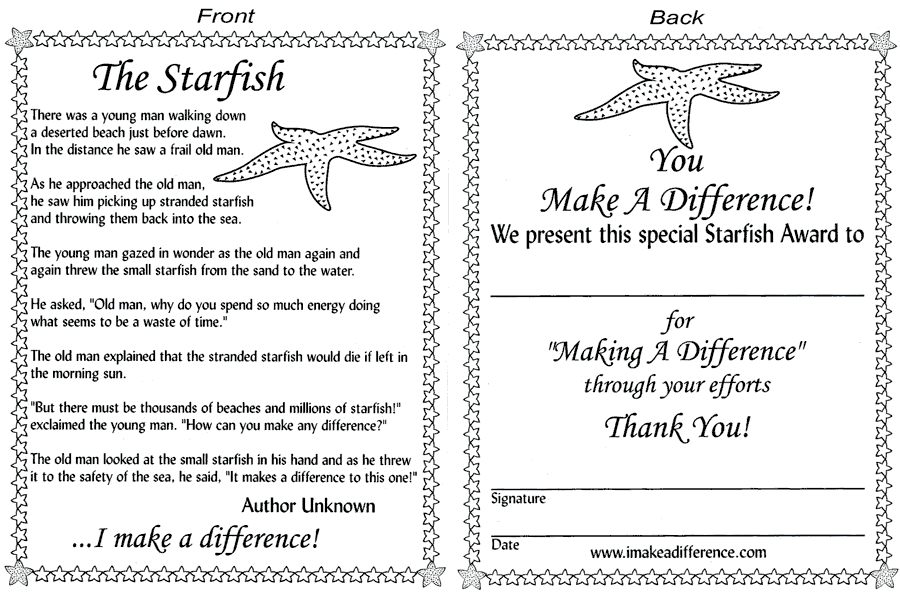 Front
The Starfish
There was a young man walking down
a deserted beach just before dawn.
In the distance he saw a frail old man.
As he approached the old man,
he saw him picking up stranded starfish
and throwing them back into the sea.
The young man gazed in wonder as the old man again and
again threw the small starfish from the sand to the water.
He asked, "Old man, why do you spend so much energy doing
what seems to be a waste of time."
The old man explained that the stranded starfish would die if left in
the morning sun.
"But there must be thousands of beaches and millions of starfish!"
exclaimed the young man. "How can you make any difference?"
The old man looked at the small starfish in his hand and as he threw
it to the safety of the sea, he said, "It makes a difference to this one!"
Author Unknown
...I make a difference!
Back
You
Make A Difference!
We present this special Starfish Award to
for
"Making A Difference"
through your efforts
Thank You!
Signature
Date
www.imakeadifference.com